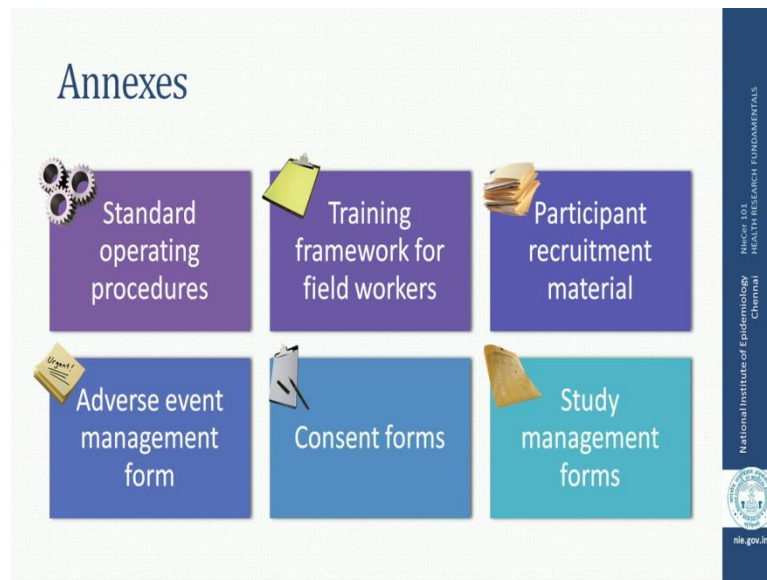 Annexes
Standard
operating
procedures
Training
framework for
field workers
Participant
recruitment
material
Urgent!
Adverse event
management
form
Consent forms
Study
management
forms
National Institute of Epidemiology
Chennai
NIeCer 101
HEALTH RESEARCH FUNDAMENTALS
nie.gov.in